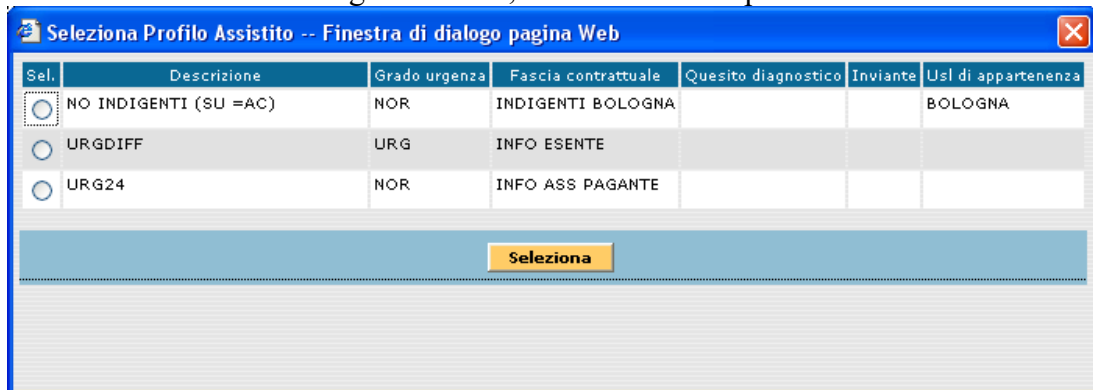 Seleziona Profilo Assistito -- Finestra di dialogo pagina Web
Sel. Descrizione Grado urgenza Fascia contrattuale Quesito diagnostico Inviante Usl di appartenenza
NO INDIGENTI (SU =AC) NOR INDIGENTI BOLOGNA BOLOGNA
URGDIFF URG INFO ESENTE
URG24 NOR INFO ASS PAGANTE
Seleziona